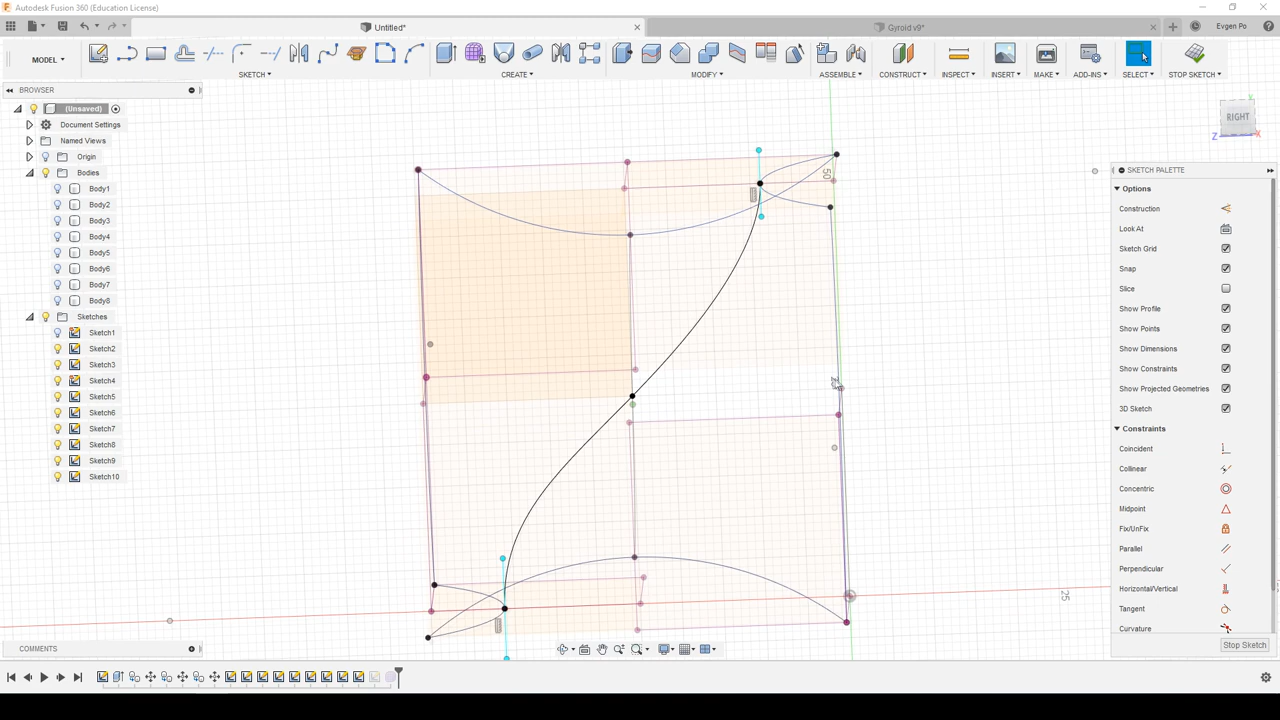 Autodesk Fusion 360 (Education License)
Untitled*
Gyroid v9*
Evgen Po
MODEL
SKETCH
CREATE
MODIFY
ASSEMBLE
CONSTRUCT
INSPECT
INSERT
MAKE
ADD-INS
SELECT
STOP SKETCH
BROWSER
(Unsaved)
Document Settings
Named Views
Origin
Bodies
Body1
Body2
Body3
Body4
Body5
Body6
Body7
Body8
Sketches
Sketch1
Sketch2
Sketch3
Sketch4
Sketch5
Sketch6
Sketch7
Sketch8
Sketch9
Sketch10
COMMENTS
50
25
Y
RIGHT
Z
X
SKETCH PALETTE
Options
Construction
Look At
Sketch Grid
Snap
Slice
Show Profile
Show Points
Show Dimensions
Show Constraints
Show Projected Geometries
3D Sketch
Constraints
Coincident
Collinear
Concentric
Midpoint
Fix/UnFix
Parallel
Perpendicular
Horizontal/Vertical
Tangent
Curvature
Stop Sketch